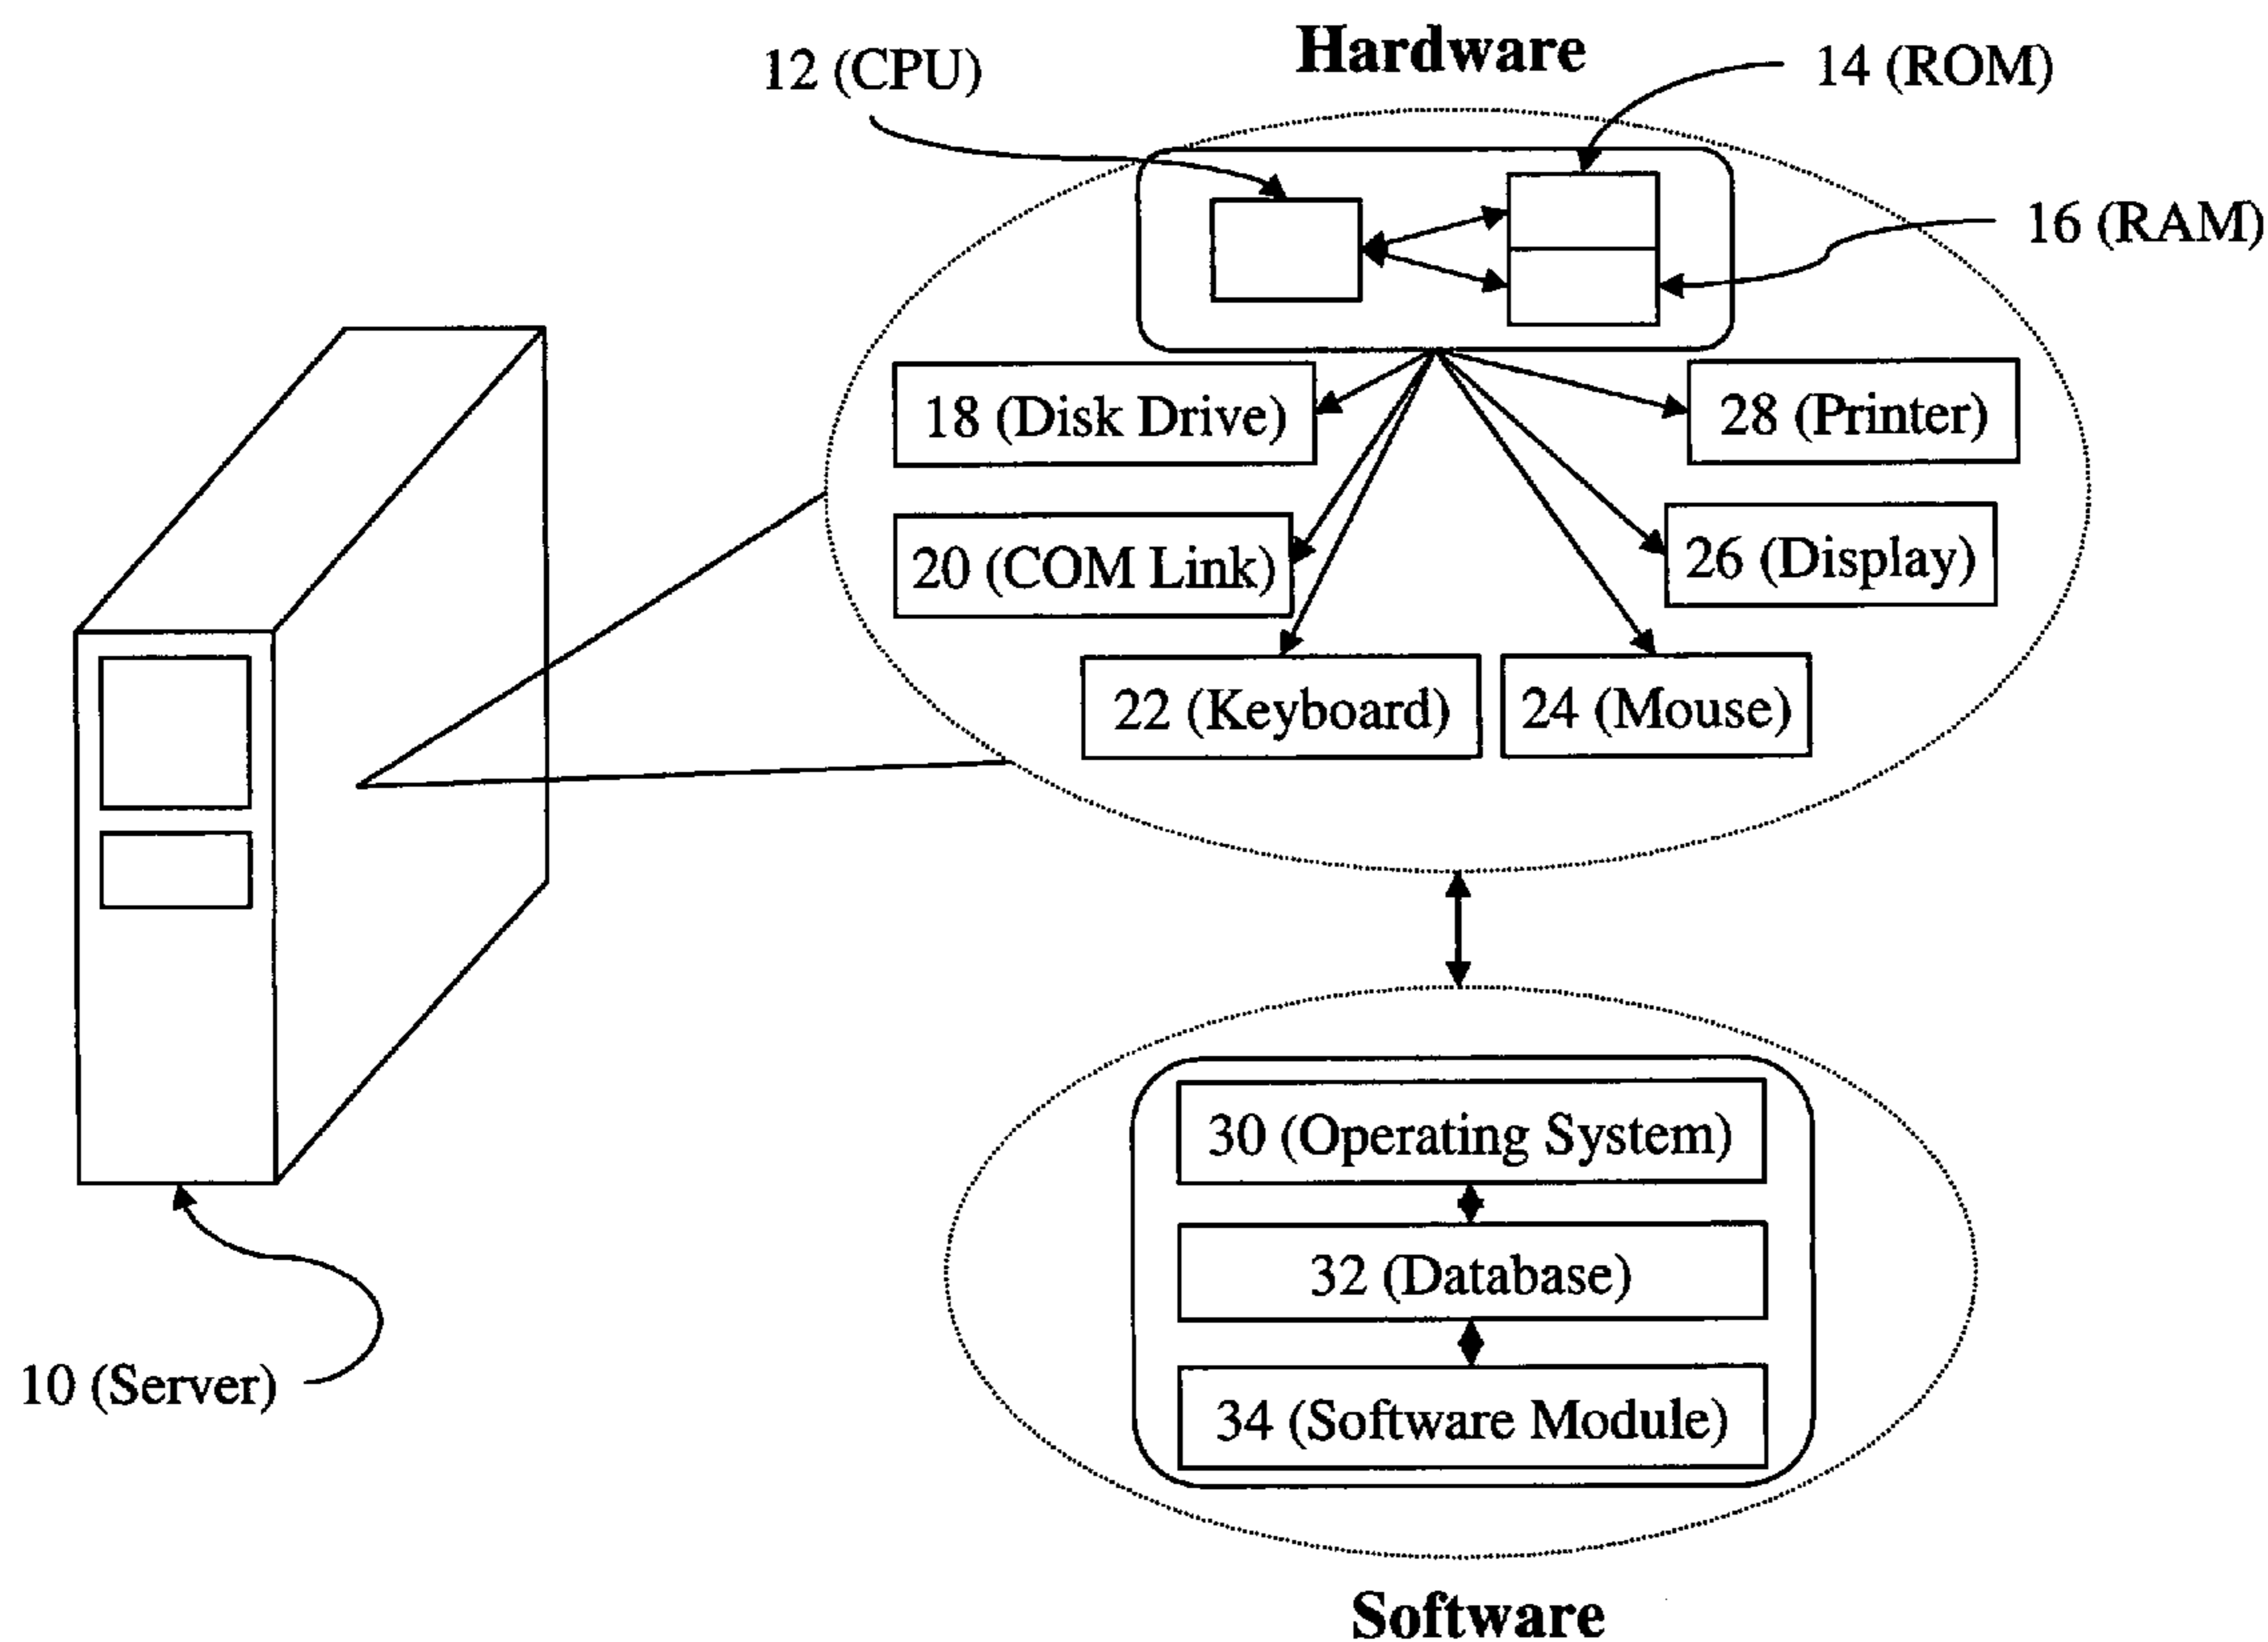 Hardware
12 (CPU)
14 (ROM)
16 (RAM)
18 (Disk Drive)
28 (Printer)
20 (COM Link)
26 (Display)
22 (Keyboard)
24 (Mouse)
30 (Operating System)
32 (Database)
34 (Software Module)
10 (Server)
Software